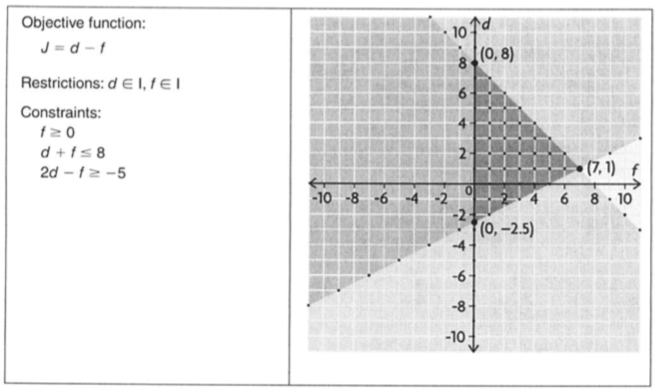 Objective function:
J = d − f
Restrictions: d ∈ I, f ∈ I
Constraints:
f ≥ 0
d + f ≤ 8
2d − f ≥ −5
d
10
(0, 8)
8
6
4
2
(7, 1)
f
-10 -8 -6 -4 -2 0 2 4 6 8 10
-2
(0, −2.5)
-4
-6
-8
-10